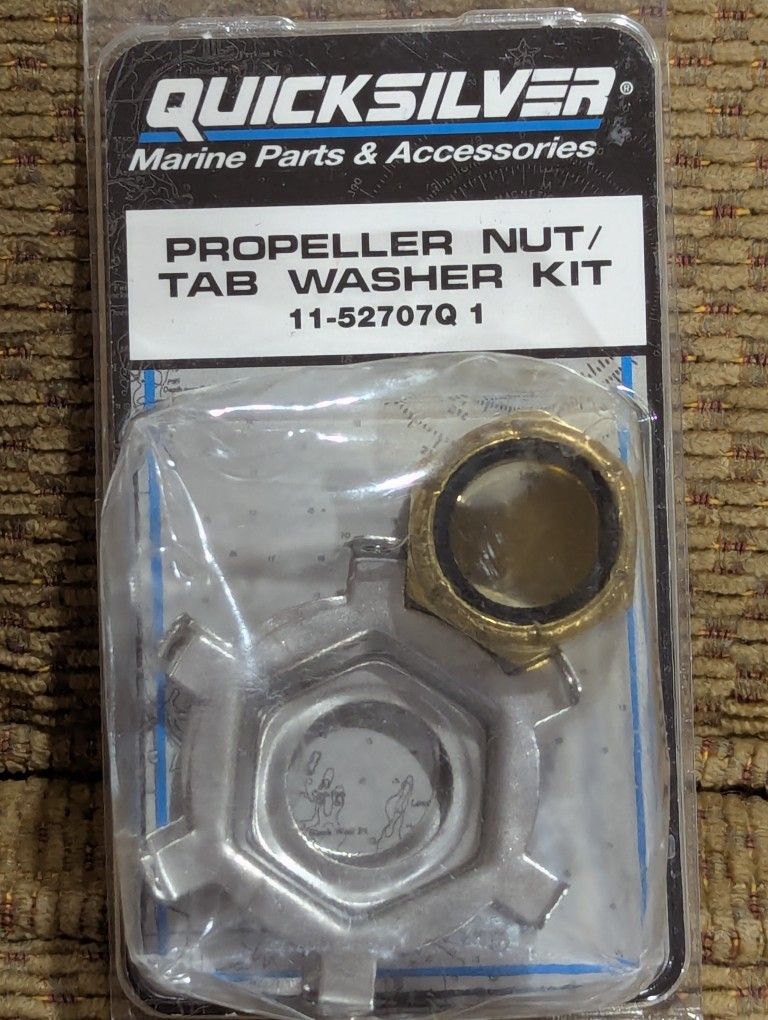 QUICKSILVER®
Marine Parts & Accessories
PROPELLER NUT/
TAB WASHER KIT
11-52707Q 1